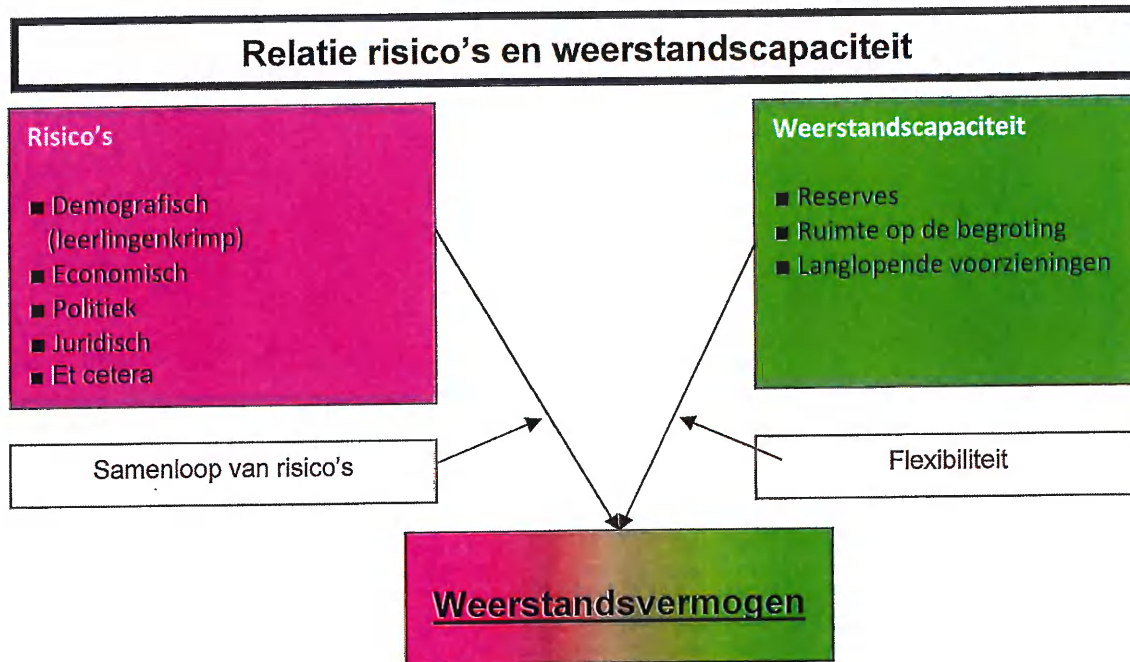 Relatie risico's en weerstandscapaciteit
Risico's
■ Demografisch
(leerlingenkrimp)
■ Economisch
■ Politiek
■ Juridisch
■ Et cetera
Weerstandscapaciteit
■ Reserves
■ Ruimte op de begroting
■ Langlopende voorzieningen
Samenloop van risico's
Flexibiliteit
Weerstandsvermogen